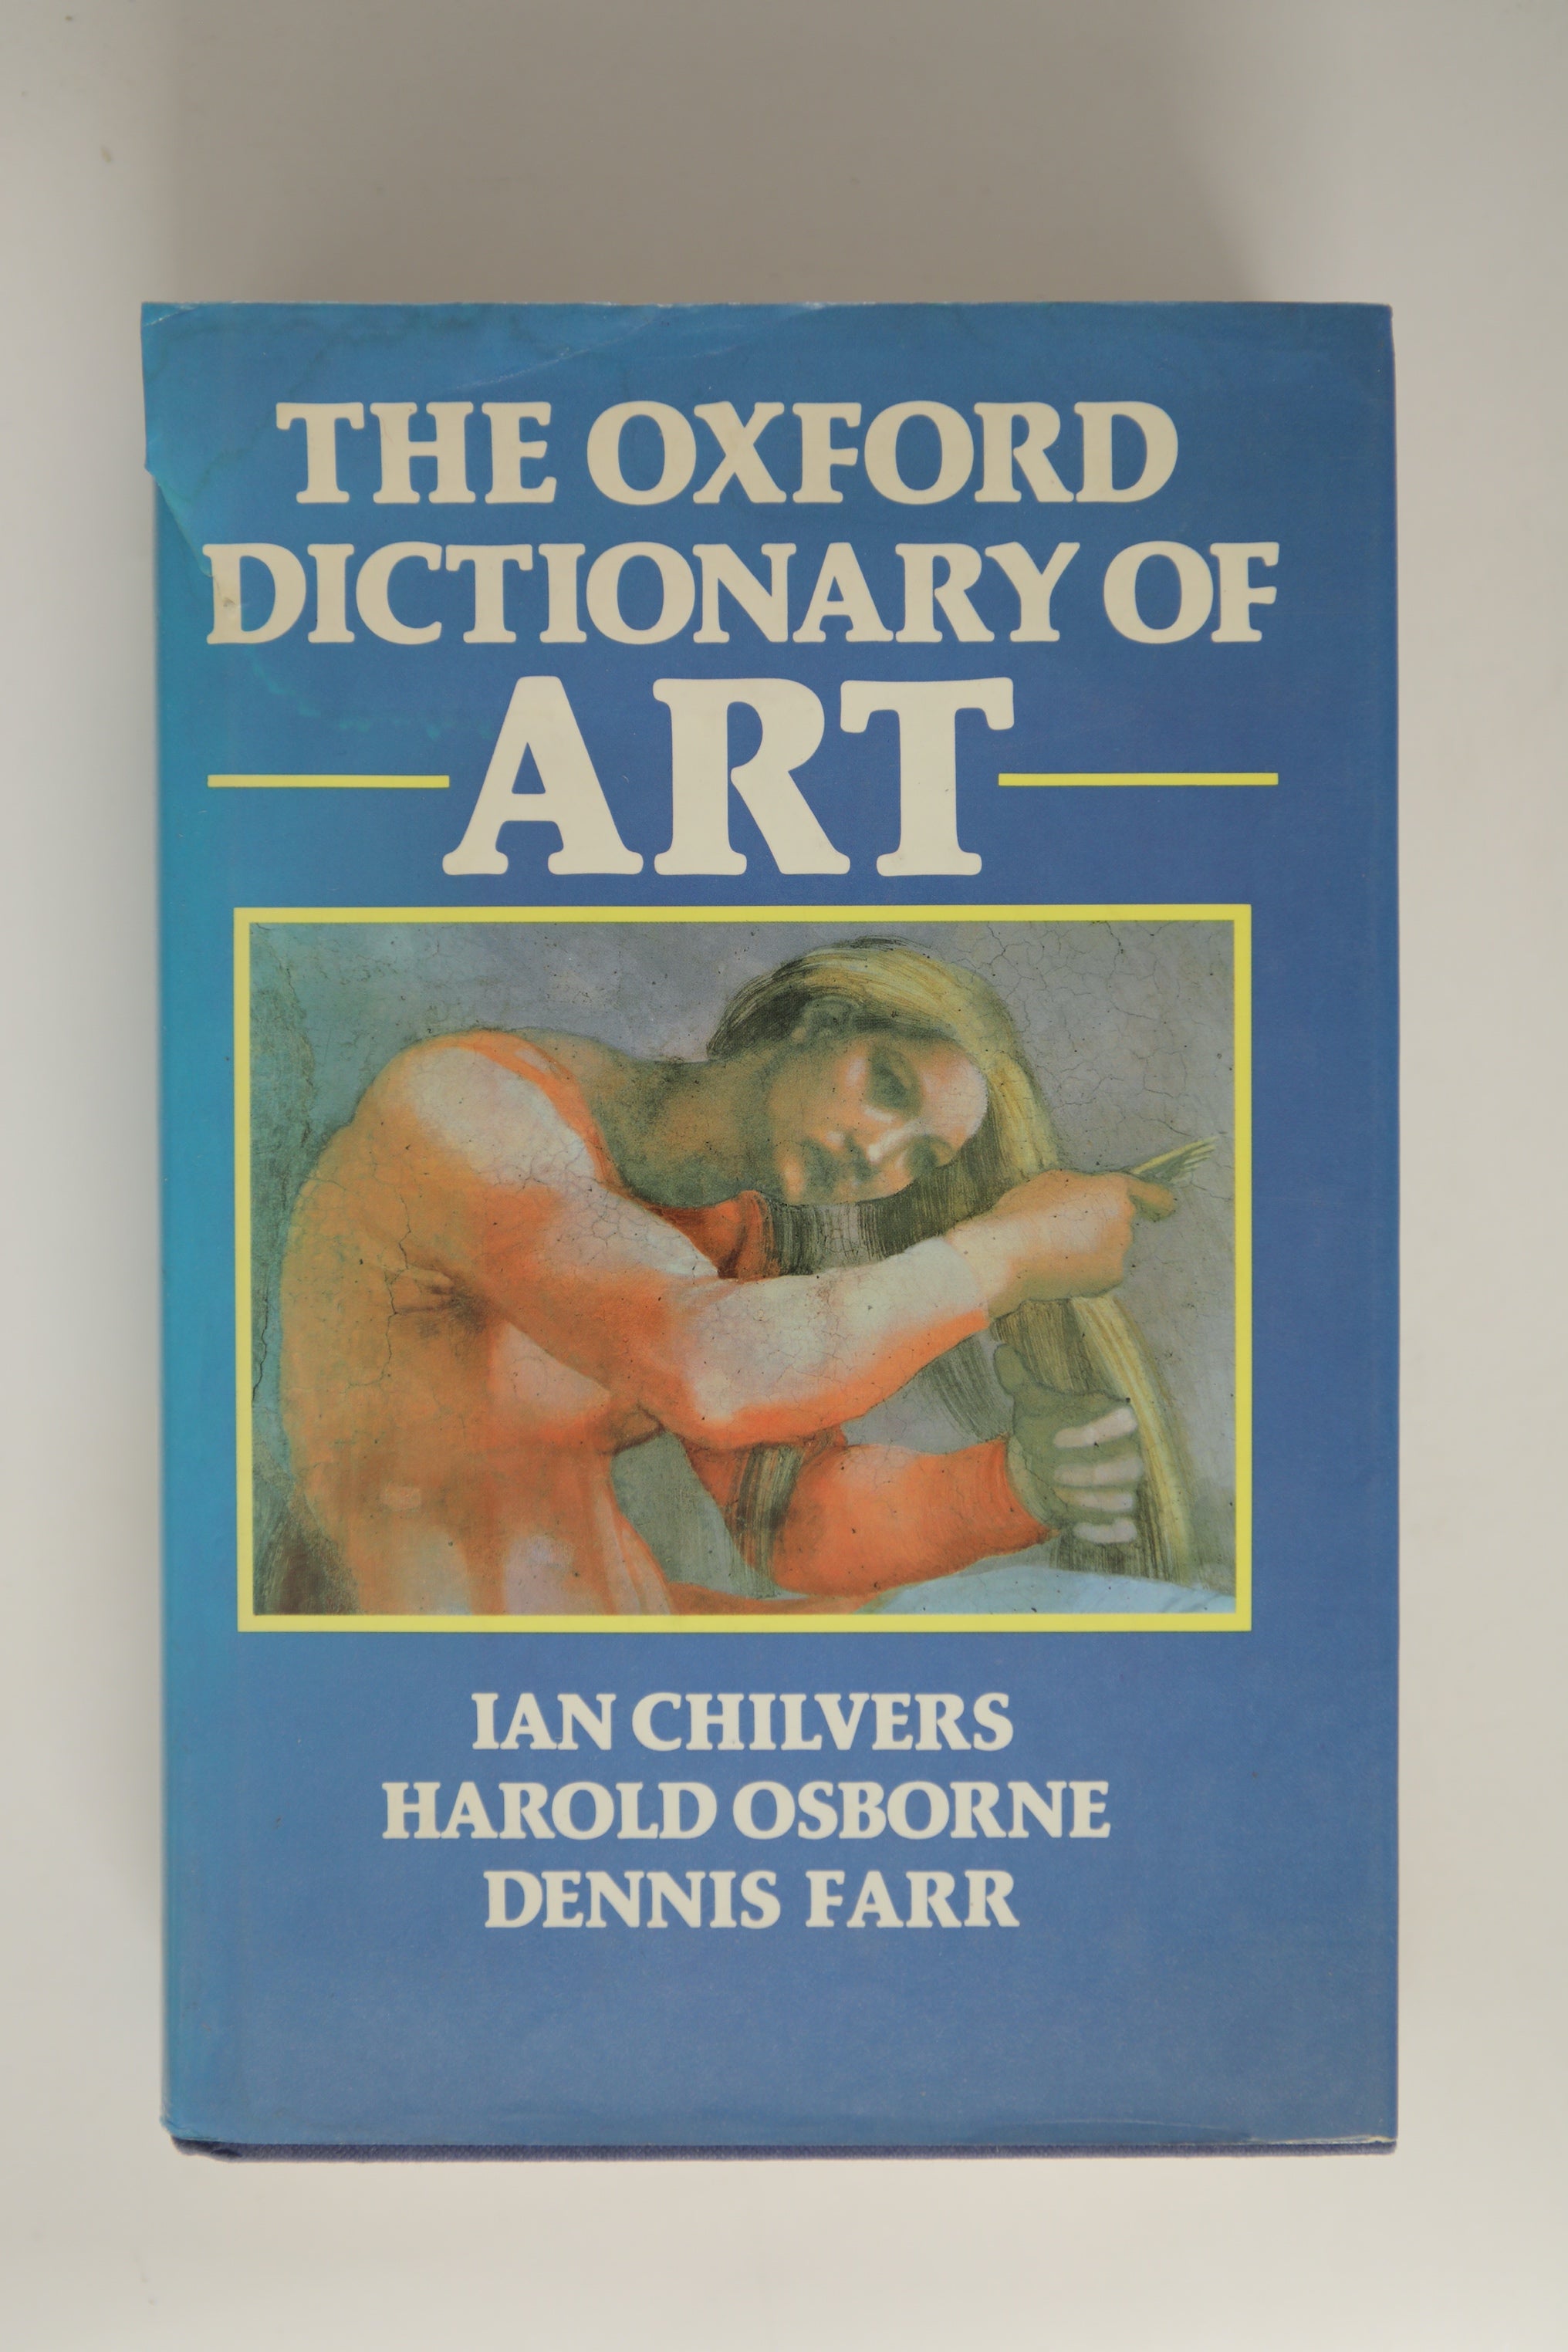 THE OXFORD
DICTIONARY OF
ART
IAN CHILVERS
HAROLD OSBORNE
DENNIS FARR